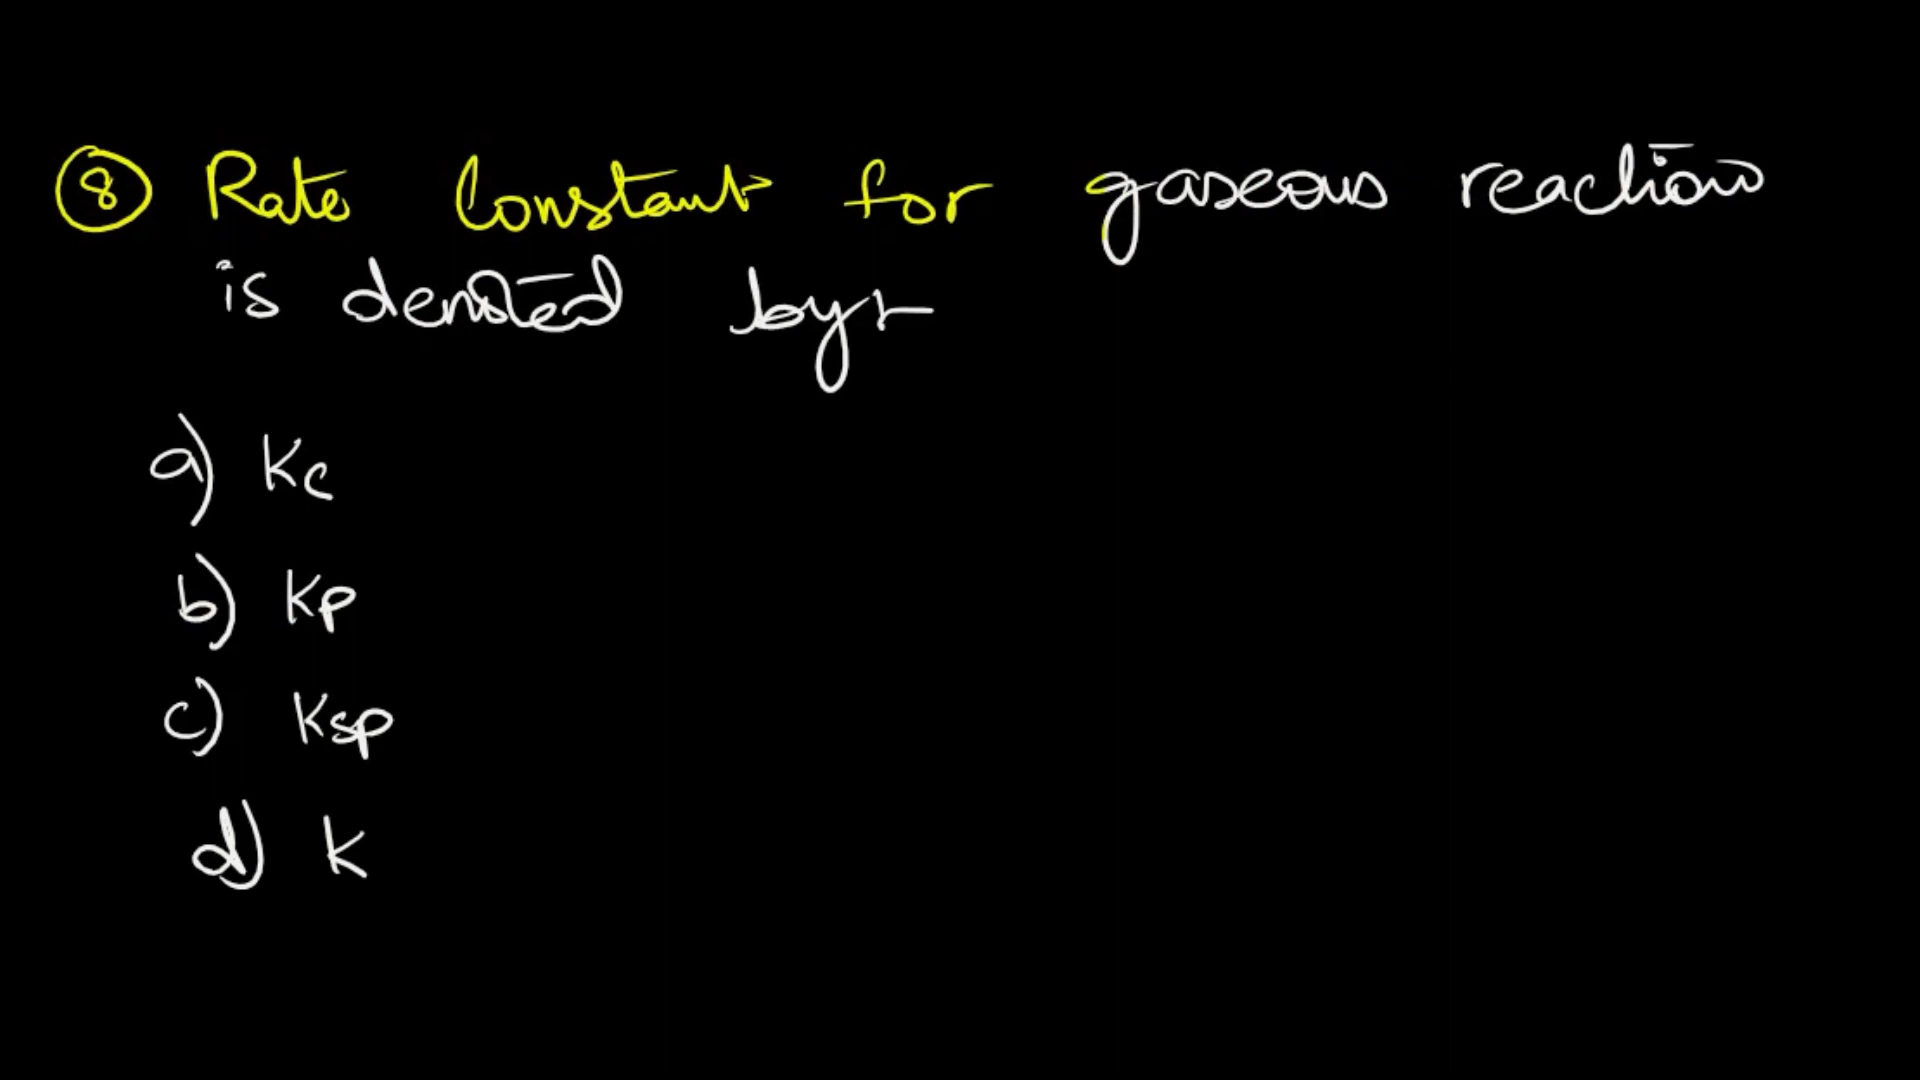 ⑧ Rate Constant for gaseous reaction
is denoted by:-
a) Kc
b) Kp
c) Ksp
d) K